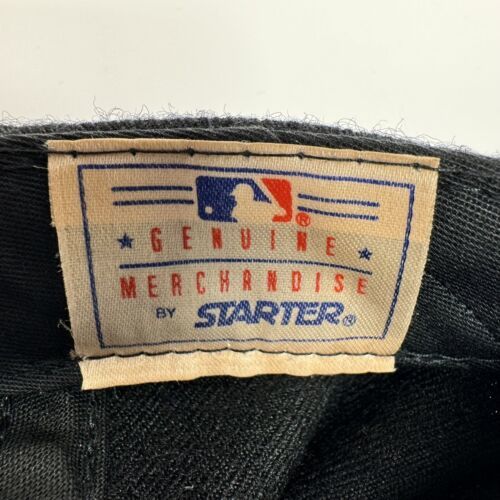 ®
★ GENUINE ★
MERCHANDISE
BY STARTER®